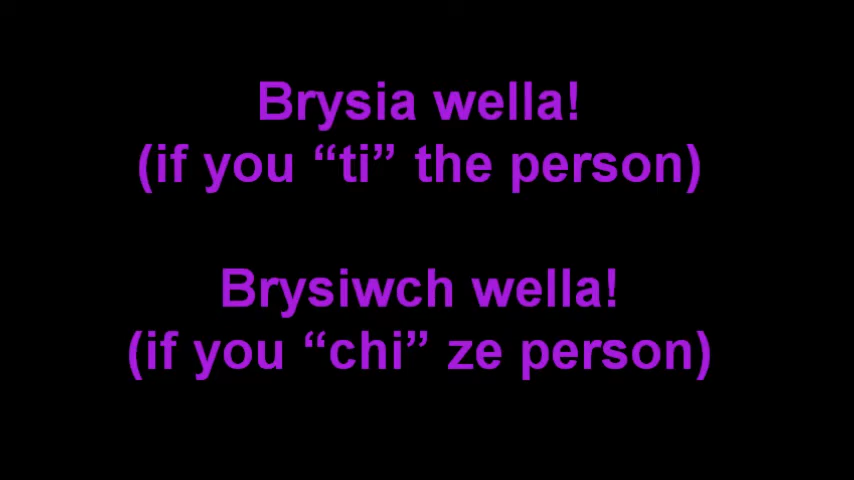 Brysia wella!
(if you “ti” the person)
Brysiwch wella!
(if you “chi” ze person)